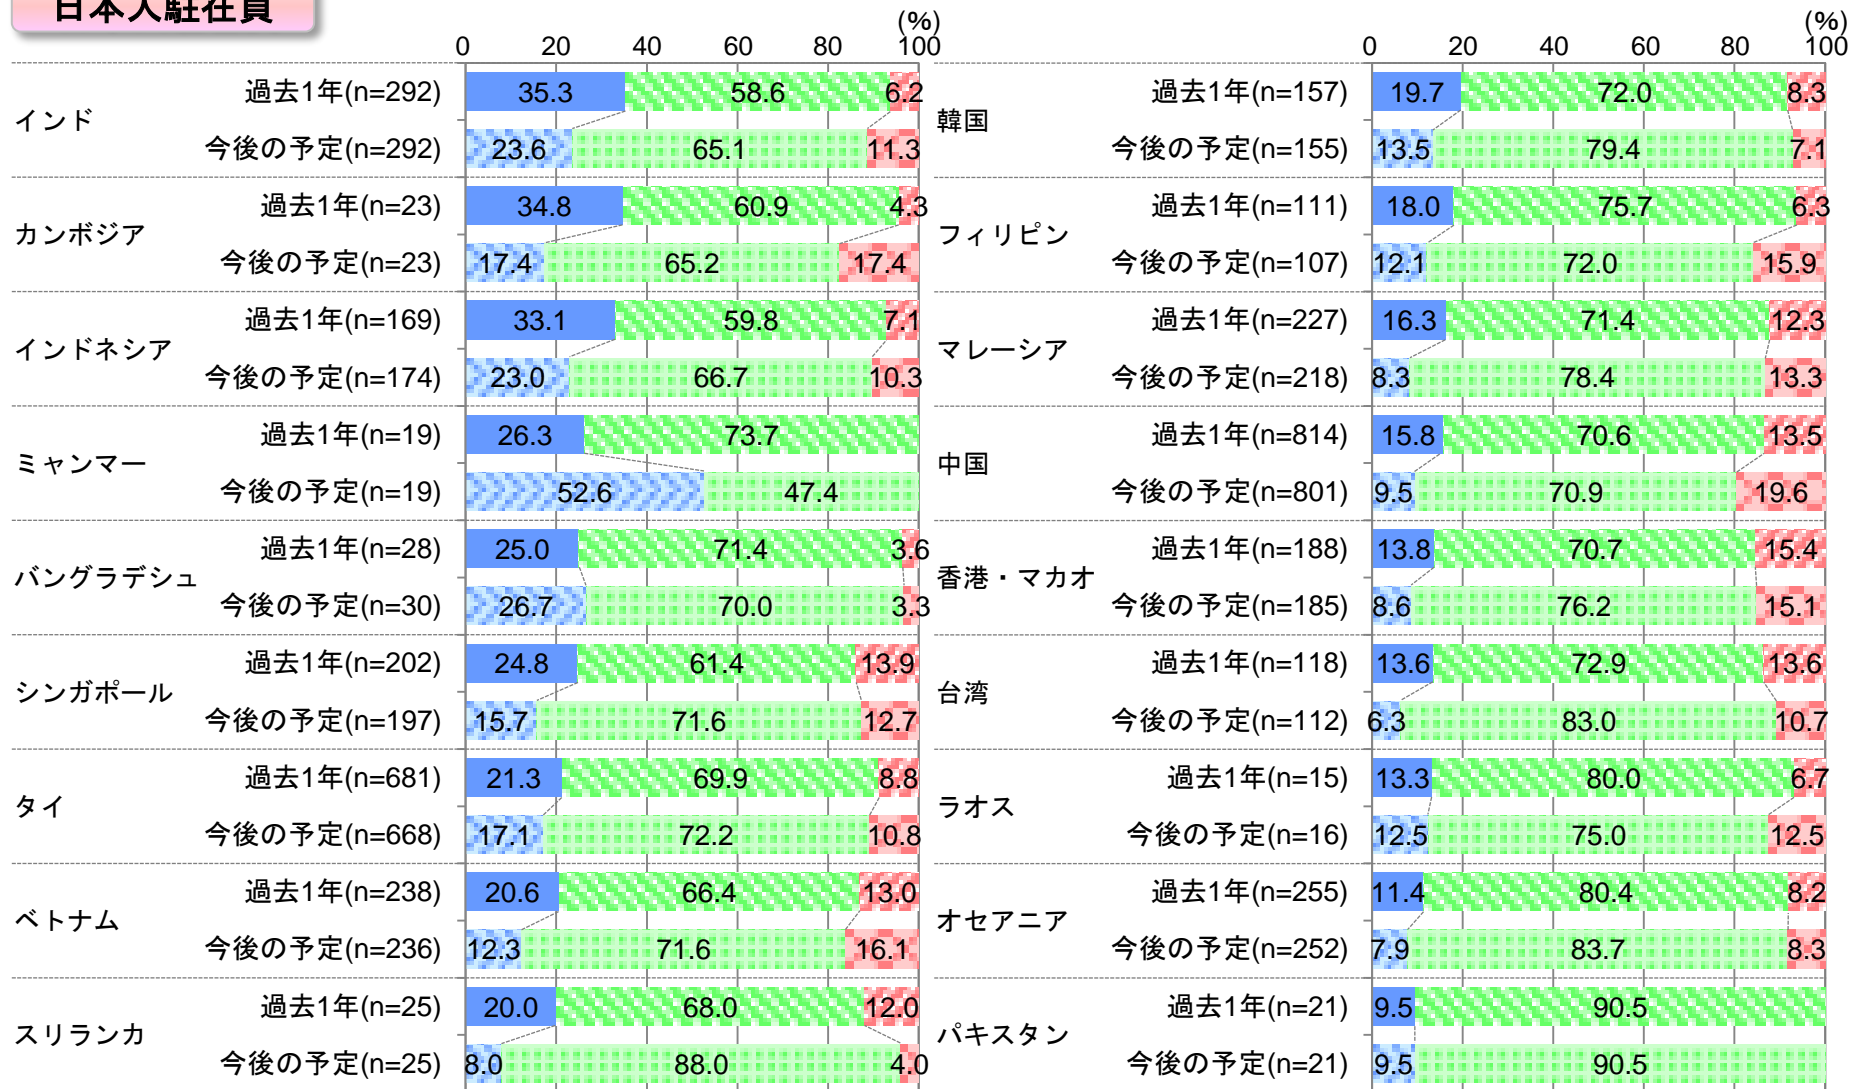 日本人駐在員
(%)
0 20 40 60 80 100
インド
過去1年(n=292) 35.3 58.6 6.2
今後の予定(n=292) 23.6 65.1 11.3
カンボジア
過去1年(n=23) 34.8 60.9 4.3
今後の予定(n=23) 17.4 65.2 17.4
インドネシア
過去1年(n=169) 33.1 59.8 7.1
今後の予定(n=174) 23.0 66.7 10.3
ミャンマー
過去1年(n=19) 26.3 73.7
今後の予定(n=19) 52.6 47.4
バングラデシュ
過去1年(n=28) 25.0 71.4 3.6
今後の予定(n=30) 26.7 70.0 3.3
シンガポール
過去1年(n=202) 24.8 61.4 13.9
今後の予定(n=197) 15.7 71.6 12.7
タイ
過去1年(n=681) 21.3 69.9 8.8
今後の予定(n=668) 17.1 72.2 10.8
ベトナム
過去1年(n=238) 20.6 66.4 13.0
今後の予定(n=236) 12.3 71.6 16.1
スリランカ
過去1年(n=25) 20.0 68.0 12.0
今後の予定(n=25) 8.0 88.0 4.0
(%)
0 20 40 60 80 100
韓国
過去1年(n=157) 19.7 72.0 8.3
今後の予定(n=155) 13.5 79.4 7.1
フィリピン
過去1年(n=111) 18.0 75.7 6.3
今後の予定(n=107) 12.1 72.0 15.9
マレーシア
過去1年(n=227) 16.3 71.4 12.3
今後の予定(n=218) 8.3 78.4 13.3
中国
過去1年(n=814) 15.8 70.6 13.5
今後の予定(n=801) 9.5 70.9 19.6
香港・マカオ
過去1年(n=188) 13.8 70.7 15.4
今後の予定(n=185) 8.6 76.2 15.1
台湾
過去1年(n=118) 13.6 72.9 13.6
今後の予定(n=112) 6.3 83.0 10.7
ラオス
過去1年(n=15) 13.3 80.0 6.7
今後の予定(n=16) 12.5 75.0 12.5
オセアニア
過去1年(n=255) 11.4 80.4 8.2
今後の予定(n=252) 7.9 83.7 8.3
パキスタン
過去1年(n=21) 9.5 90.5
今後の予定(n=21) 9.5 90.5